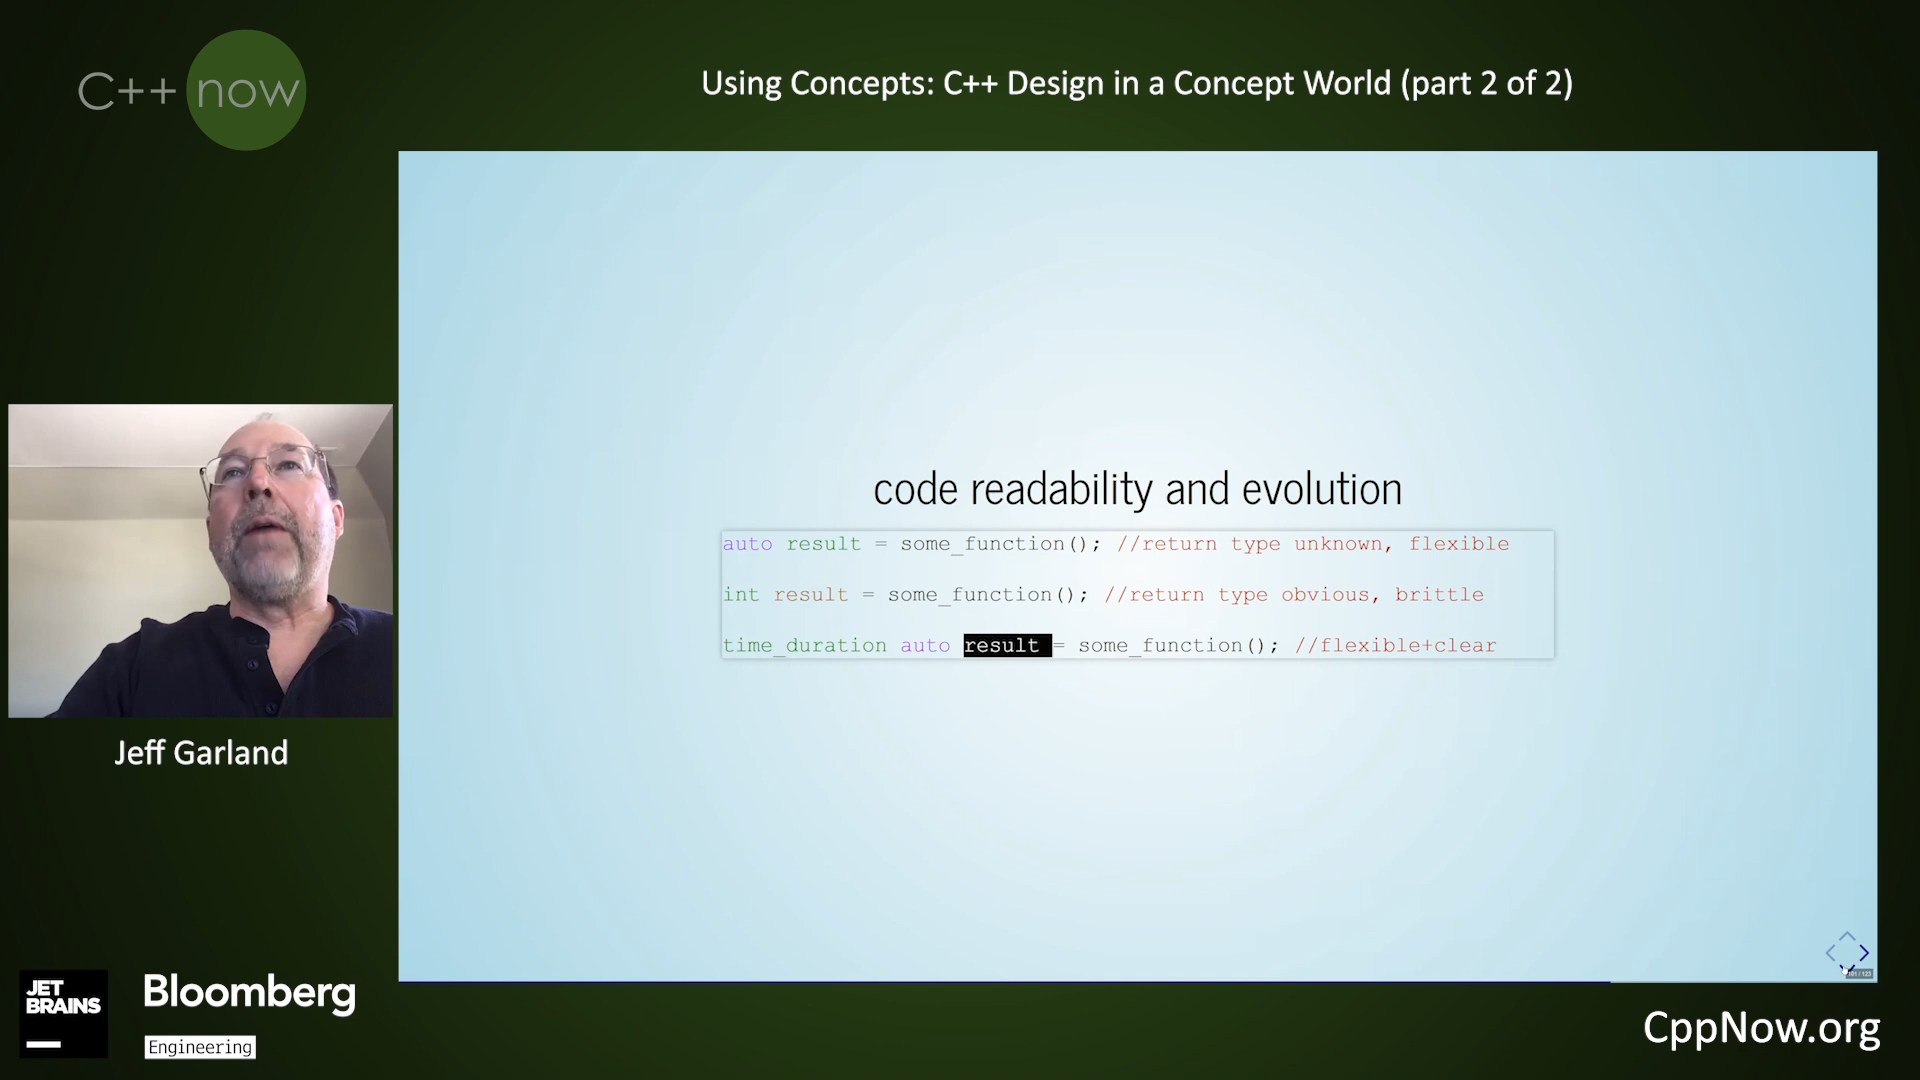 C++ now
Using Concepts: C++ Design in a Concept World (part 2 of 2)
code readability and evolution
auto result = some_function(); //return type unknown, flexible
int result = some_function(); //return type obvious, brittle
time_duration auto result = some_function(); //flexible+clear
Jeff Garland
JET
BRAINS
Bloomberg
Engineering
CppNow.org